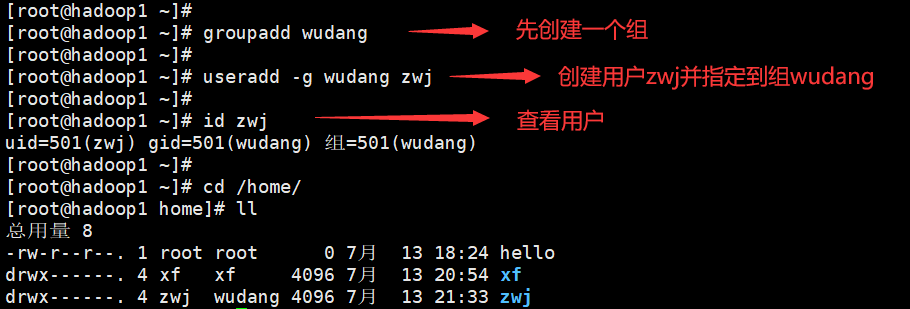 [root@hadoop1 ~]#
[root@hadoop1 ~]# groupadd wudang 先创建一个组
[root@hadoop1 ~]#
[root@hadoop1 ~]# useradd -g wudang zwj 创建用户zwj并指定到组wudang
[root@hadoop1 ~]#
[root@hadoop1 ~]# id zwj 查看用户
uid=501(zwj) gid=501(wudang) 组=501(wudang)
[root@hadoop1 ~]#
[root@hadoop1 ~]# cd /home/
[root@hadoop1 home]# ll
总用量 8
-rw-r--r--. 1 root root 0 7月 13 18:24 hello
drwx------. 4 xf xf 4096 7月 13 20:54 xf
drwx------. 4 zwj wudang 4096 7月 13 21:33 zwj